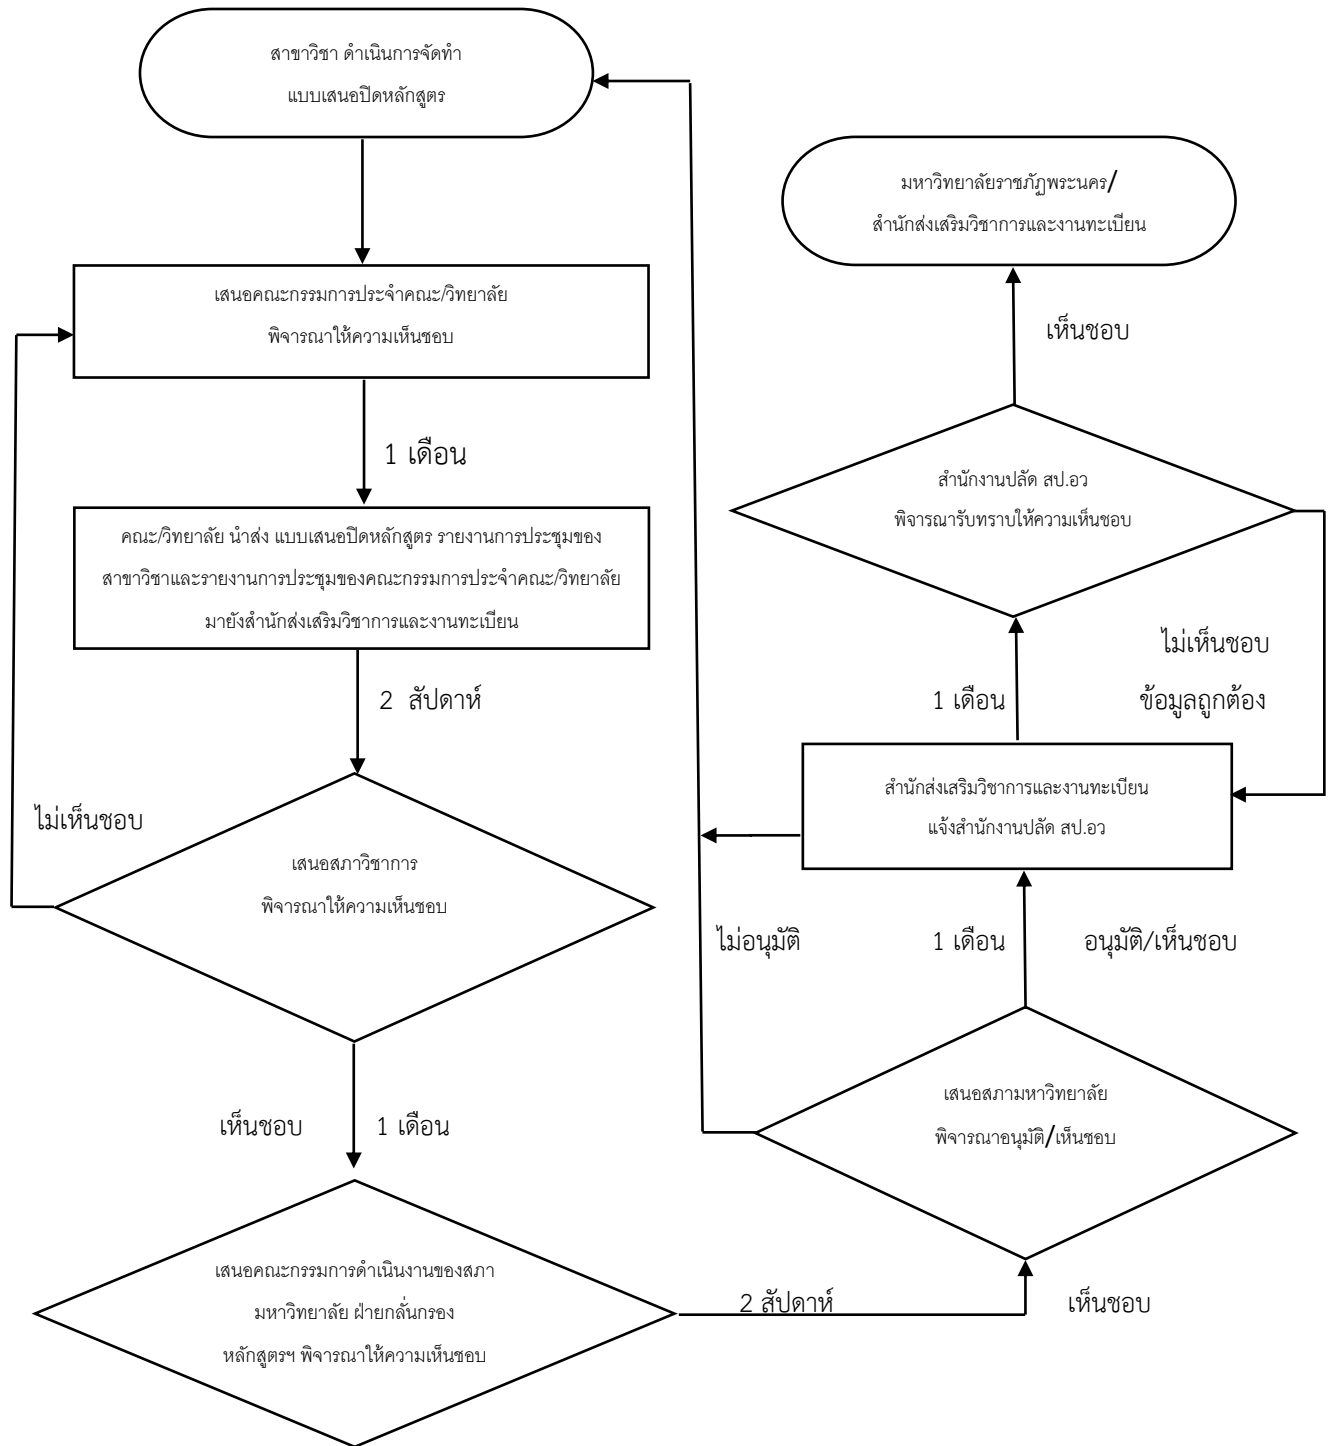 สาขาวิชา ดำเนินการจัดทำ
แบบเสนอปิดหลักสูตร
เสนอคณะกรรมการประจำคณะ/วิทยาลัย
พิจารณาให้ความเห็นชอบ
1 เดือน
คณะ/วิทยาลัย นำส่ง แบบเสนอปิดหลักสูตร รายงานการประชุมของ
สาขาวิชาและรายงานการประชุมของคณะกรรมการประจำคณะ/วิทยาลัย
มายังสำนักส่งเสริมวิชาการและงานทะเบียน
2 สัปดาห์
ไม่เห็นชอบ
เสนอสภาวิชาการ
พิจารณาให้ความเห็นชอบ
เห็นชอบ
1 เดือน
เสนอคณะกรรมการดำเนินงานของสภา
มหาวิทยาลัย ฝ่ายกลั่นกรอง
หลักสูตรฯ พิจารณาให้ความเห็นชอบ
2 สัปดาห์
เห็นชอบ
เสนอสภามหาวิทยาลัย
พิจารณาอนุมัติ/เห็นชอบ
ไม่อนุมัติ
1 เดือน
อนุมัติ/เห็นชอบ
สำนักส่งเสริมวิชาการและงานทะเบียน
แจ้งสำนักงานปลัด สป.อว
1 เดือน
ไม่เห็นชอบ
ข้อมูลถูกต้อง
สำนักงานปลัด สป.อว
พิจารณารับทราบให้ความเห็นชอบ
เห็นชอบ
มหาวิทยาลัยราชภัฏพระนคร/
สำนักส่งเสริมวิชาการและงานทะเบียน